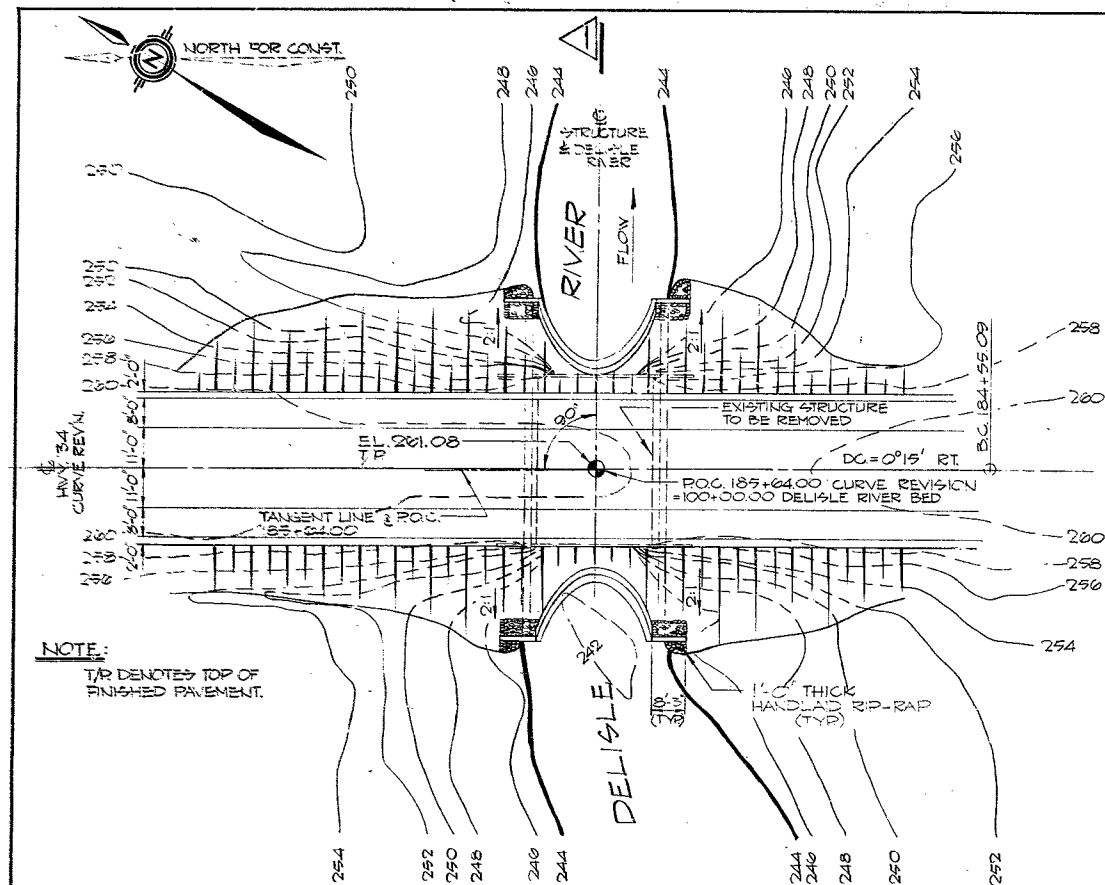 N
NORTH FOR CONST.
250
248
246
244
1
244
246
248
250
252
254
256
℄
STRUCTURE
& DELISLE
RIVER
RIVER
FLOW
250
250
250
254
256
258
260
2:1
2:1
258
260
2'-0"
8'-0"
11'-0"
11'-0"
8'-0"
2'-0"
℄
HWY. 34
CURVE REV'N.
90°
EXISTING STRUCTURE
TO BE REMOVED
B.C. 184+55.09
EL. 261.08
T/P
D.C. = 0°15' RT.
P.O.C. 185+64.00 CURVE REVISION
=100+00.00 DELISLE RIVER BED
TANGENT LINE @ P.O.C.
185+64.00
260
258
256
260
258
256
254
2:1
2:1
NOTE:
T/P DENOTES TOP OF
FINISHED PAVEMENT.
242
DELISLE
(TYP)
1'-0" THICK
HANDLAID RIP-RAP
(TYP)
254
252
250
248
246
244
244
246
248
250
252